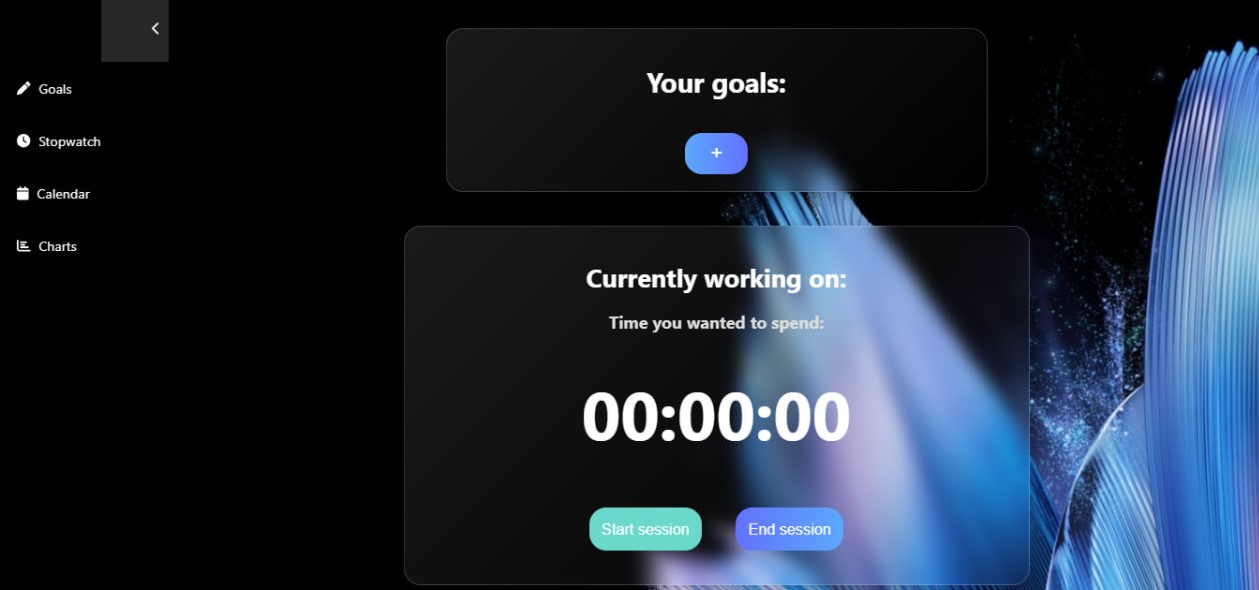 Goals
Stopwatch
Calendar
Charts
Your goals:
+
Currently working on:
Time you wanted to spend:
00:00:00
Start session
End session